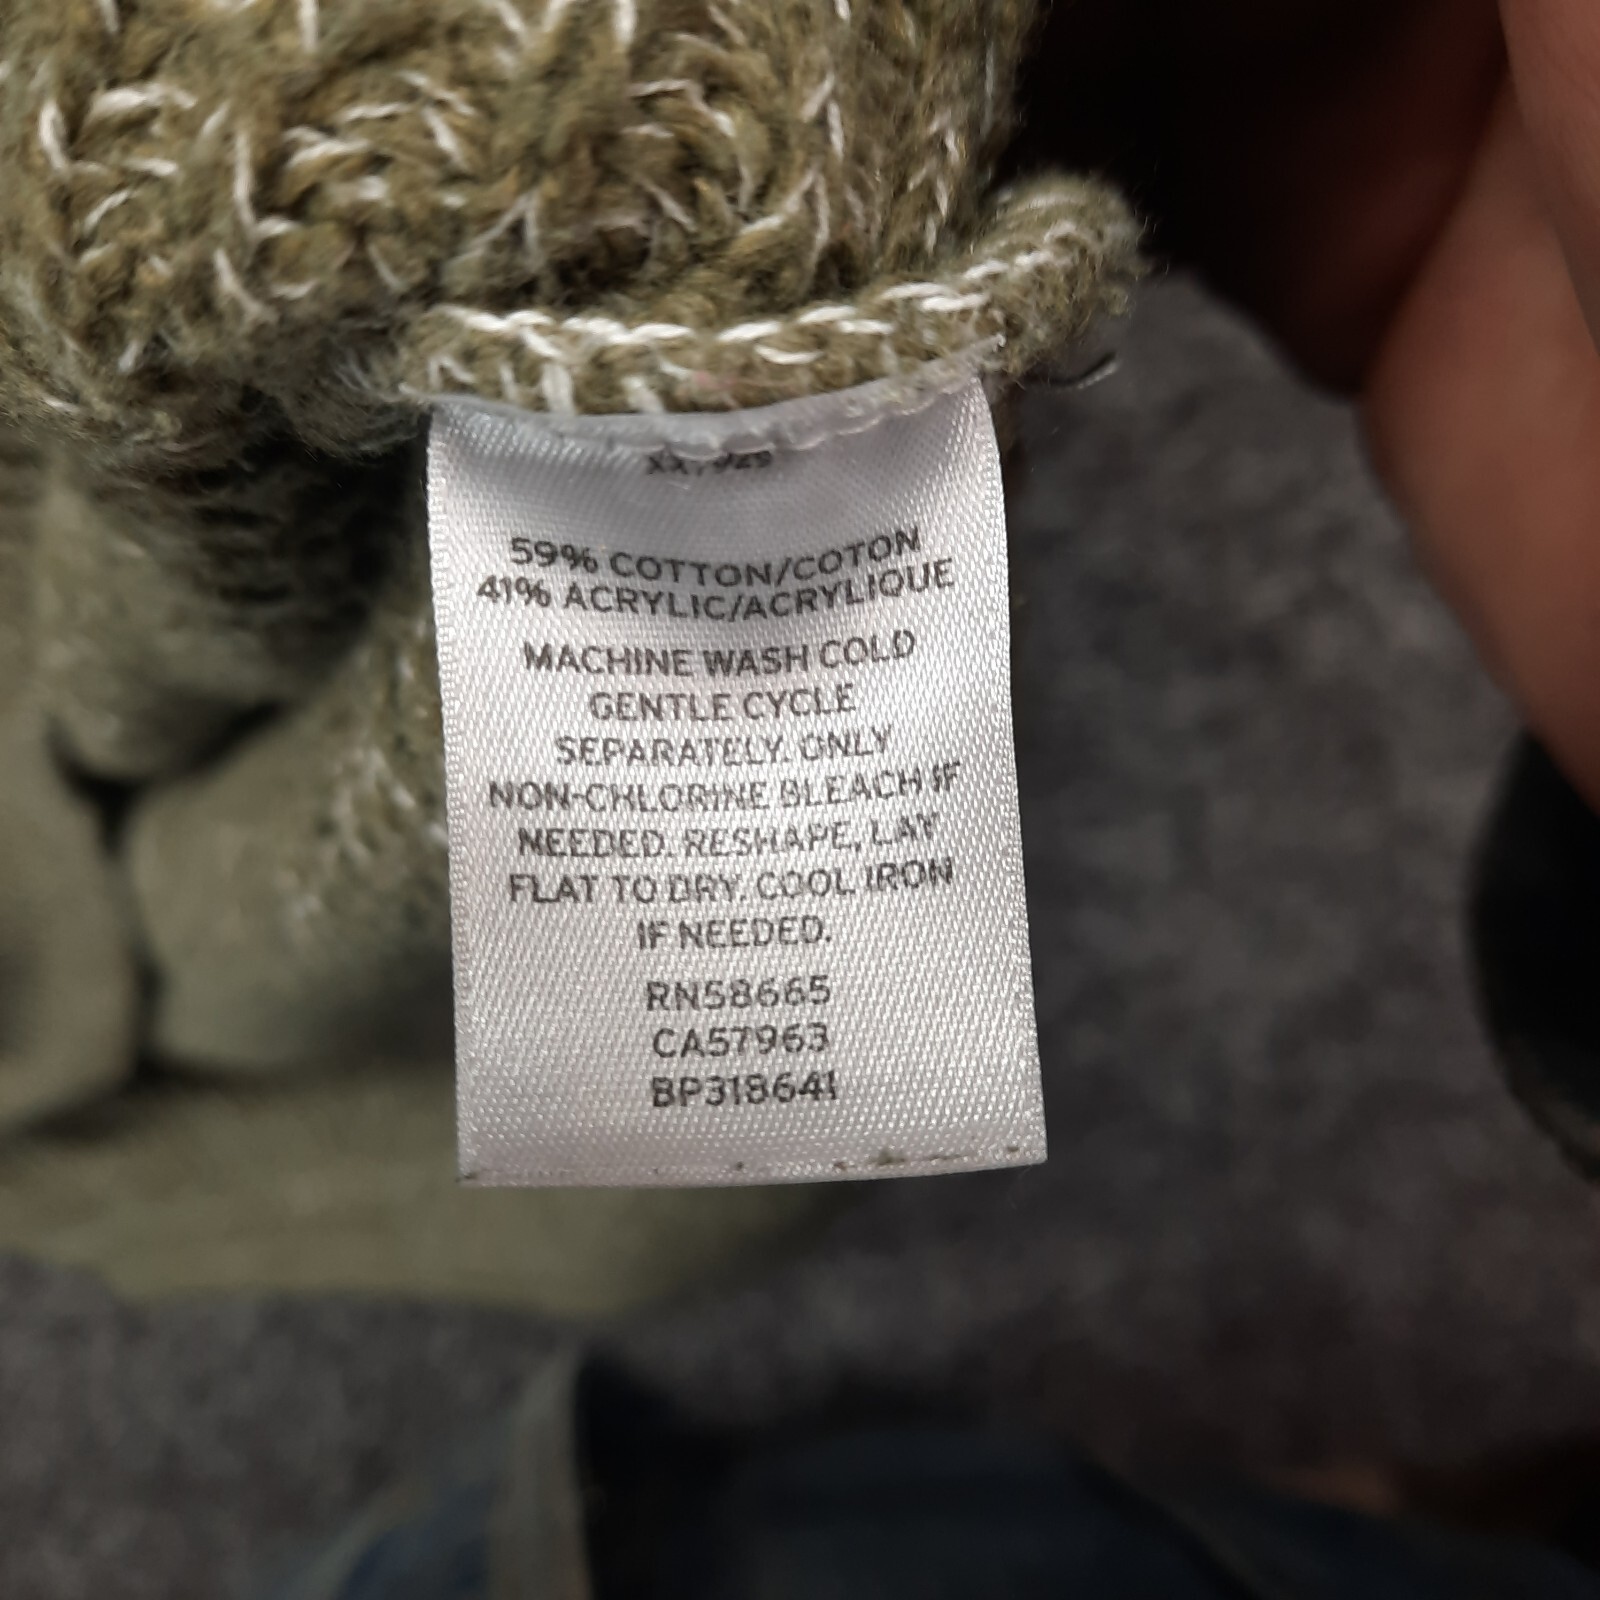 59% COTTON/COTON
41% ACRYLIC/ACRYLIQUE
MACHINE WASH COLD
GENTLE CYCLE
SEPARATELY. ONLY
NON-CHLORINE BLEACH IF
NEEDED. RESHAPE, LAY
FLAT TO DRY. COOL IRON
IF NEEDED.
RN58665
CA57963
BP318641